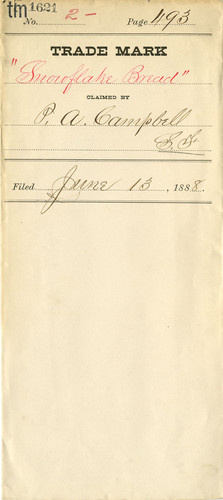 tm 1621
No. 2- Page 493
TRADE MARK
"Snowflake Bread"
CLAIMED BY
P. A. Campbell
S. F.
Filed June 13, 1888.